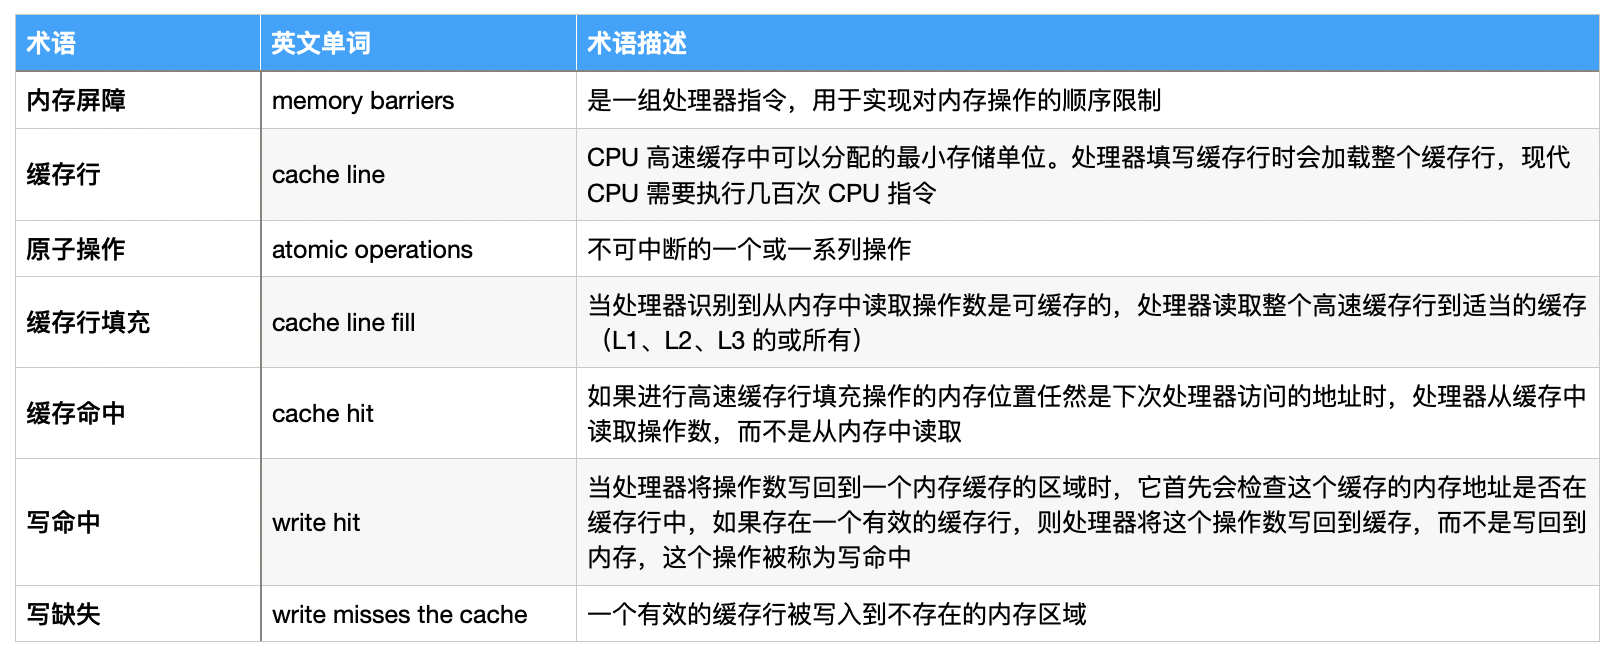 术语 英文单词 术语描述
内存屏障 memory barriers 是一组处理器指令，用于实现对内存操作的顺序限制
缓存行 cache line CPU 高速缓存中可以分配的最小存储单位。处理器填写缓存行时会加载整个缓存行，现代
CPU 需要执行几百次 CPU 指令
原子操作 atomic operations 不可中断的一个或一系列操作
缓存行填充 cache line fill 当处理器识别到从内存中读取操作数是可缓存的，处理器读取整个高速缓存行到适当的缓存
（L1、L2、L3 的或所有）
缓存命中 cache hit 如果进行高速缓存行填充操作的内存位置任然是下次处理器访问的地址时，处理器从缓存中
读取操作数，而不是从内存中读取
写命中 write hit 当处理器将操作数写回到一个内存缓存的区域时，它首先会检查这个缓存的内存地址是否在
缓存行中，如果存在一个有效的缓存行，则处理器将这个操作数写回到缓存，而不是写回到
内存，这个操作被称为写命中
写缺失 write misses the cache 一个有效的缓存行被写入到不存在的内存区域